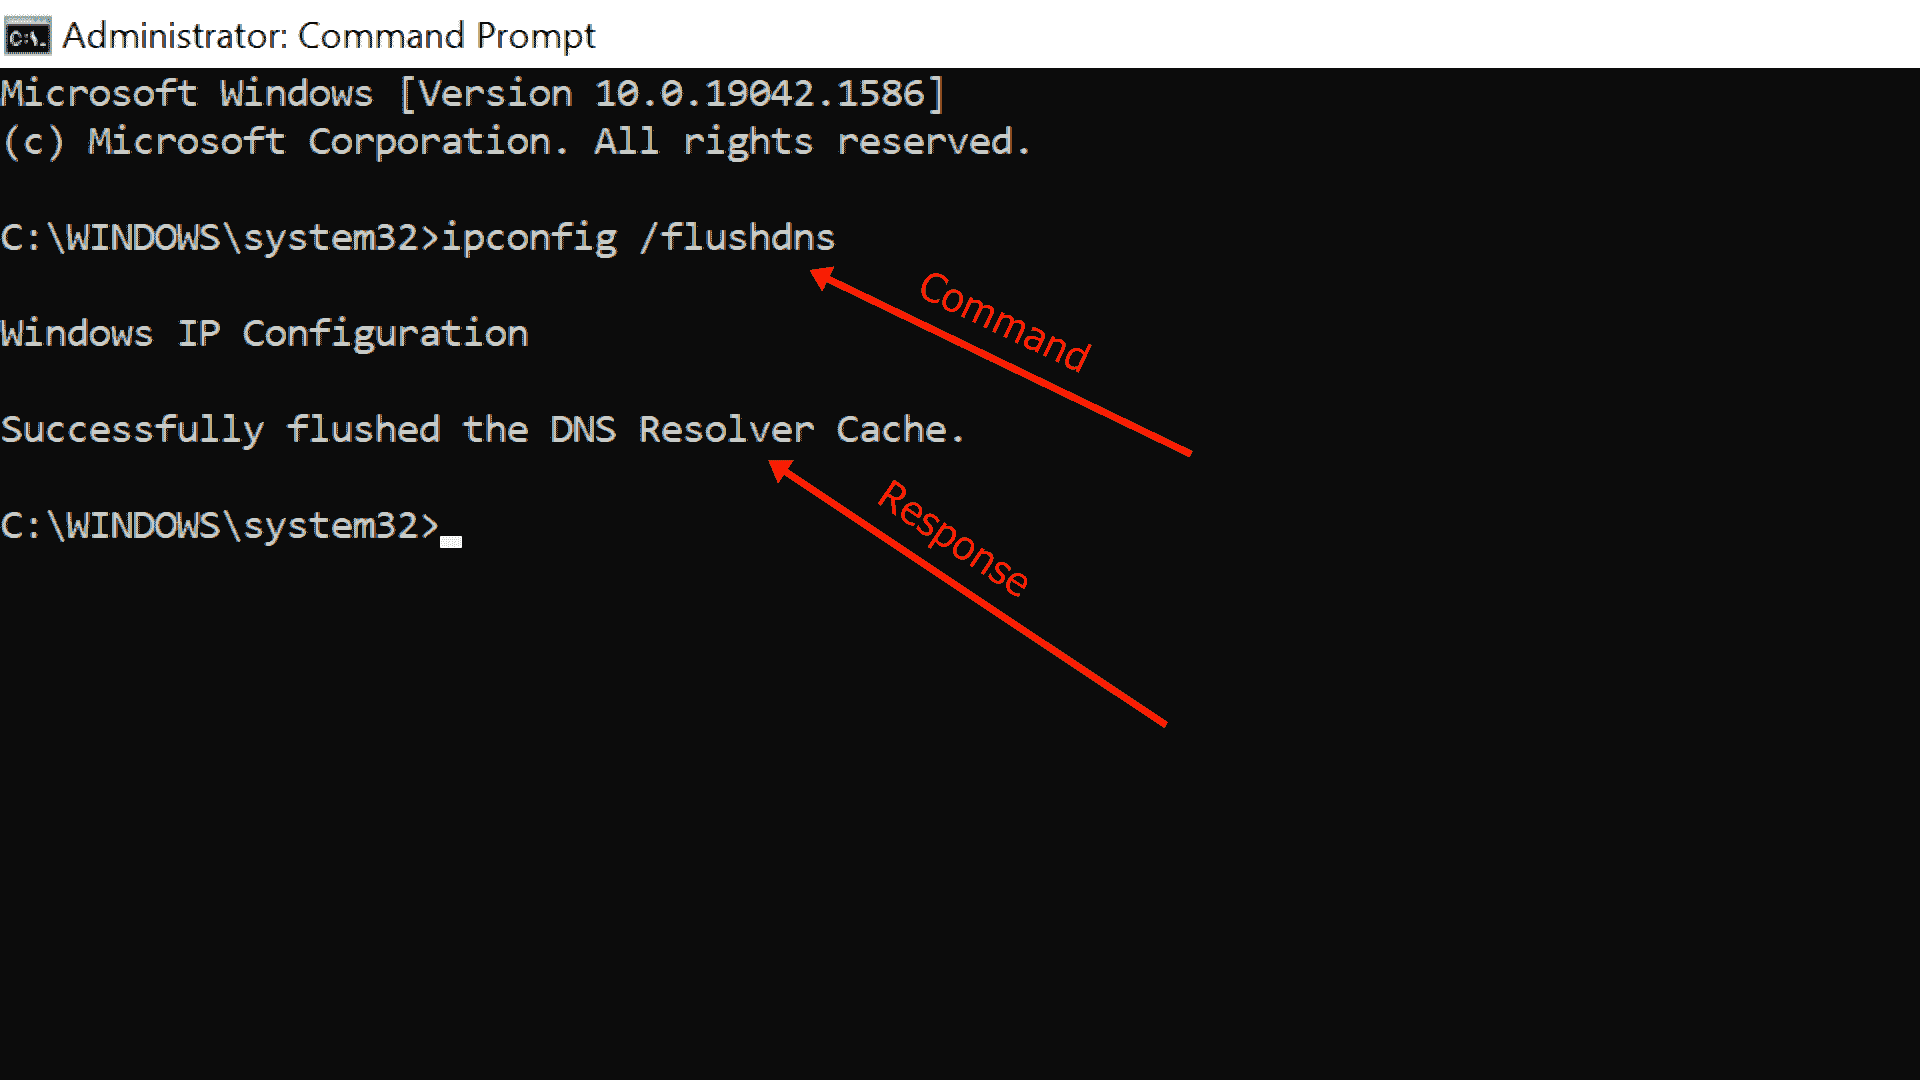 C:\.
Administrator: Command Prompt
Microsoft Windows [Version 10.0.19042.1586]
(c) Microsoft Corporation. All rights reserved.
C:\WINDOWS\system32>ipconfig /flushdns
Command
Windows IP Configuration
Successfully flushed the DNS Resolver Cache.
Response
C:\WINDOWS\system32>